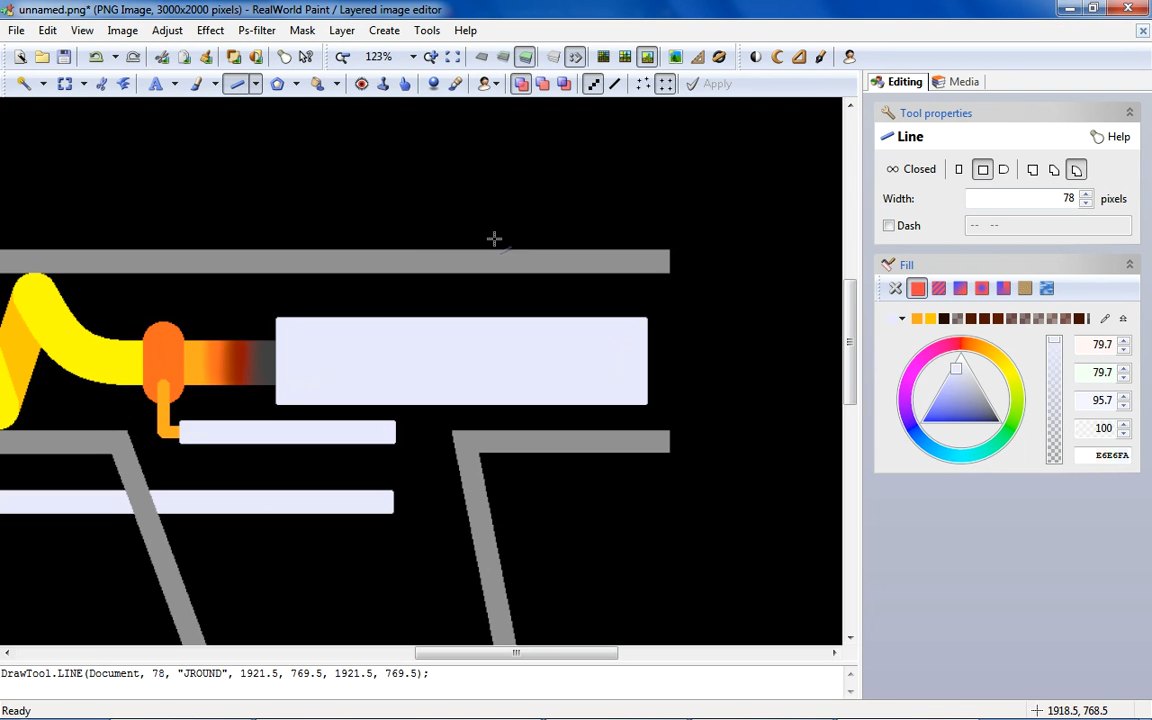 unnamed.png* (PNG Image, 3000x2000 pixels) - RealWorld Paint / Layered image editor
File Edit View Image Adjust Effect Ps-filter Mask Layer Create Tools Help
123%
Apply
Editing Media
Tool properties
Line Help
Closed
Width: 78 pixels
Dash -- --
Fill
79.7
79.7
95.7
100
E6E6FA
DrawTool.LINE(Document, 78, "JROUND", 1921.5, 769.5, 1921.5, 769.5);
Ready 1918.5, 768.5